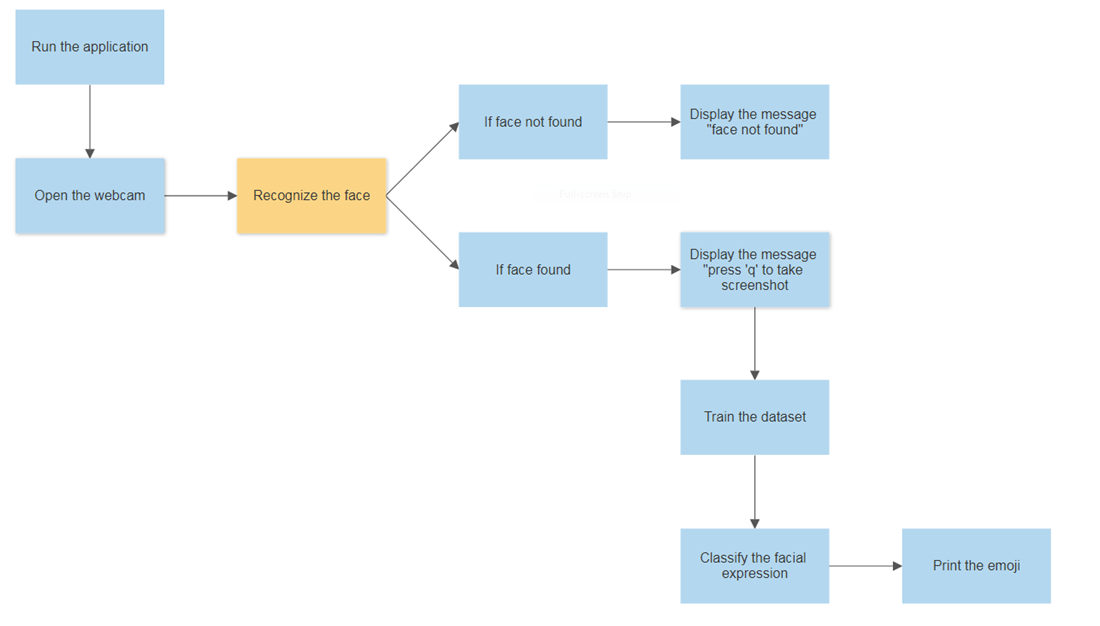 Run the application
If face not found
Display the message
"face not found"
Open the webcam
Recognize the face
If face found
Display the message
"press 'q' to take
screenshot
Train the dataset
Classify the facial
expression
Print the emoji